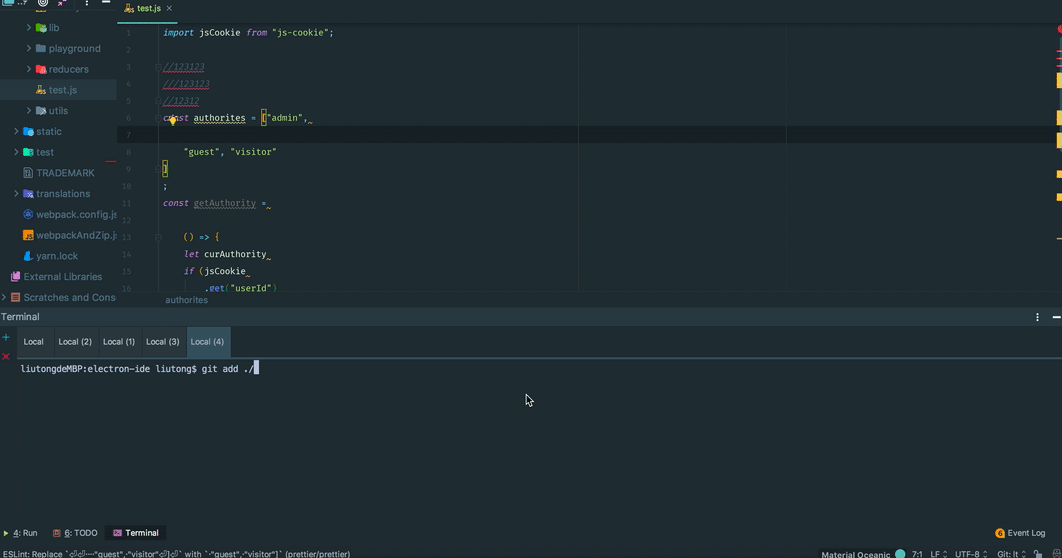 test.js
lib
playground
reducers
test.js
utils
static
test
TRADEMARK
translations
webpack.config.js
webpackAndZip.js
yarn.lock
External Libraries
Scratches and Cons
1 import jsCookie from "js-cookie";
2
3 //123123
4 ///123123
5 //12312
6 const authorites = ["admin",
7
8 "guest", "visitor"
9 ]
10 ;
11 const getAuthority =
12
13 () => {
14 let curAuthority
15 if (jsCookie
16 .get("userId")
authorites
Terminal
Local Local (2) Local (1) Local (3) Local (4)
liutongdeMBP:electron-ide liutong$ git add ./
4: Run 6: TODO Terminal 6 Event Log
ESLint: Replace `⏎⏎····"guest",·"visitor"⏎]⏎` with `·"guest",·"visitor"]` (prettier/prettier) Material Oceanic 7:1 LF UTF-8 Git: lt